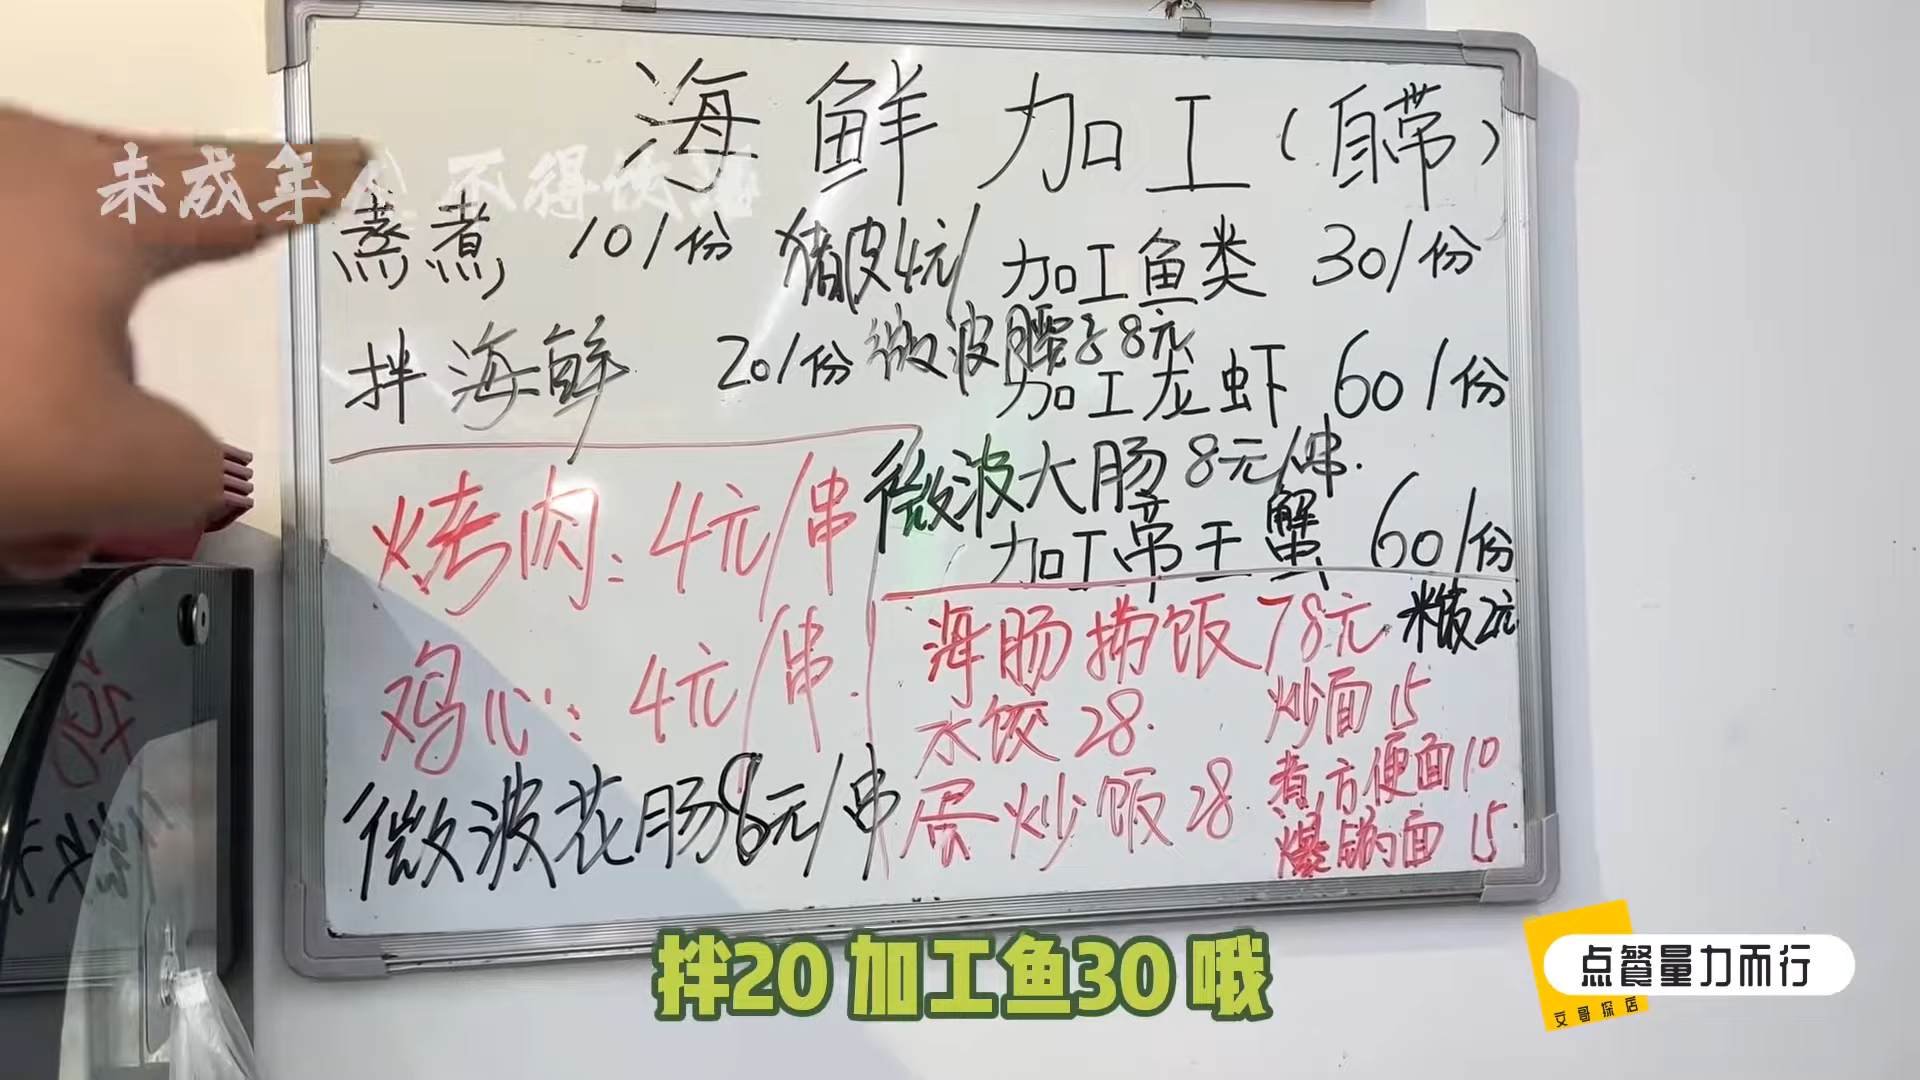 海鲜加工（自带）
未成年人 不得饮酒
蒸煮 10/份
猪皮4元/
加工鱼类 30/份
拌海鲜 20/份
微波腰子8元
加工龙虾 60/份
微波大肠8元/串.
加工帝王蟹 60/份
烤肉: 4元/串
鸡心: 4元/串.
微波花肠8元/串
海肠捞饭78元
米饭2元
水饺28.
炒面15
蛋炒饭28
煮方便面10
爆锅面15.
拌20 加工鱼30 哦
点餐量力而行
文哥探店